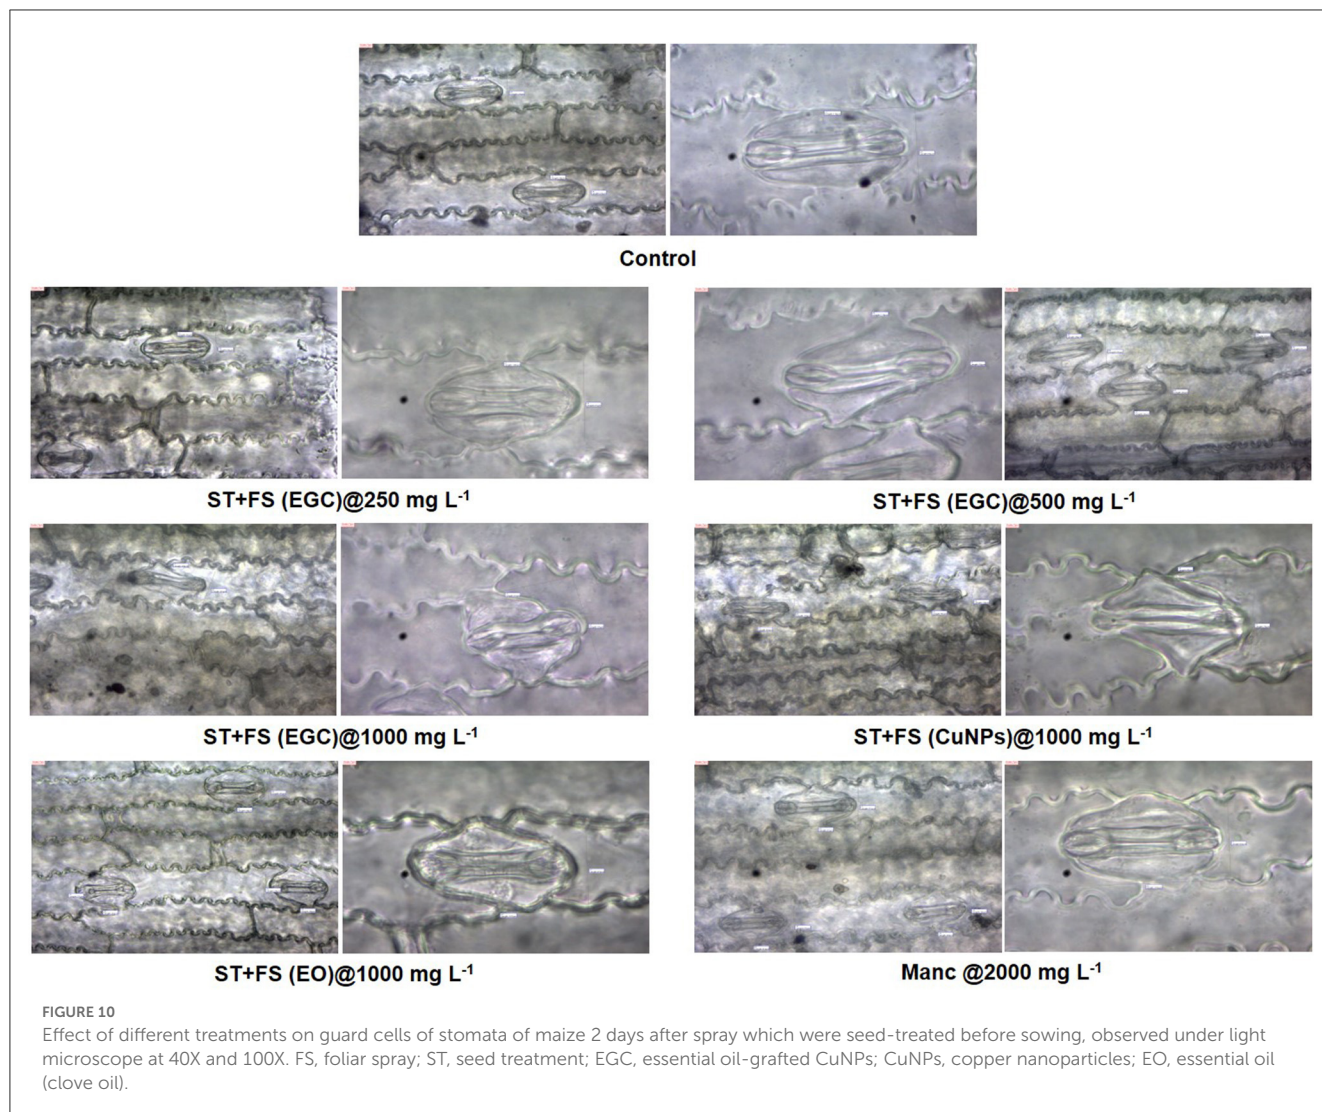 Control
ST+FS (EGC)@250 mg L⁻¹
ST+FS (EGC)@500 mg L⁻¹
ST+FS (EGC)@1000 mg L⁻¹
ST+FS (CuNPs)@1000 mg L⁻¹
ST+FS (EO)@1000 mg L⁻¹
Manc @2000 mg L⁻¹
FIGURE 10
Effect of different treatments on guard cells of stomata of maize 2 days after spray which were seed-treated before sowing, observed under light
microscope at 40X and 100X. FS, foliar spray; ST, seed treatment; EGC, essential oil-grafted CuNPs; CuNPs, copper nanoparticles; EO, essential oil
(clove oil).